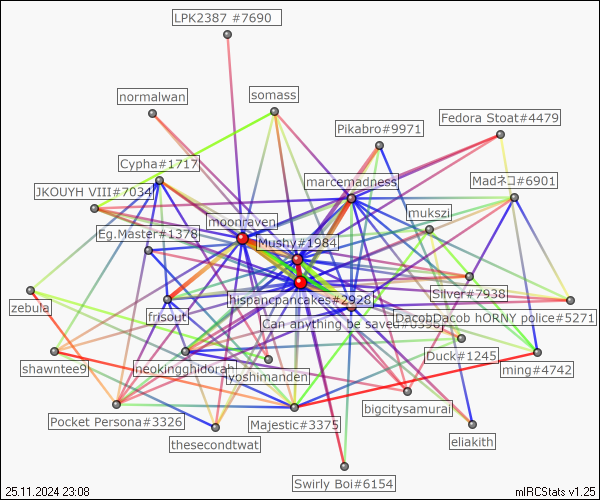 LPK2387 #7690
normalwan
somass
Fedora Stoat#4479
Pikabro#9971
Cypha#1717
marcemadness
Madネコ#6901
JKOUYH VIII#7034
mukszi
moonraven
Eg.Master#1378
Mushy#1984
Silver#7938
zebula
frisout
hispancpancakes#2928
DacobDacob hORNY police#5271
Can anything be saved#0398
Duck#1245
shawntee9
neokingghidorah
yoshimanden
ming#4742
bigcitysamurai
Pocket Persona#3326
Majestic#3375
thesecondtwat
eliakith
Swirly Boi#6154
25.11.2024 23:08
mIRCStats v1.25